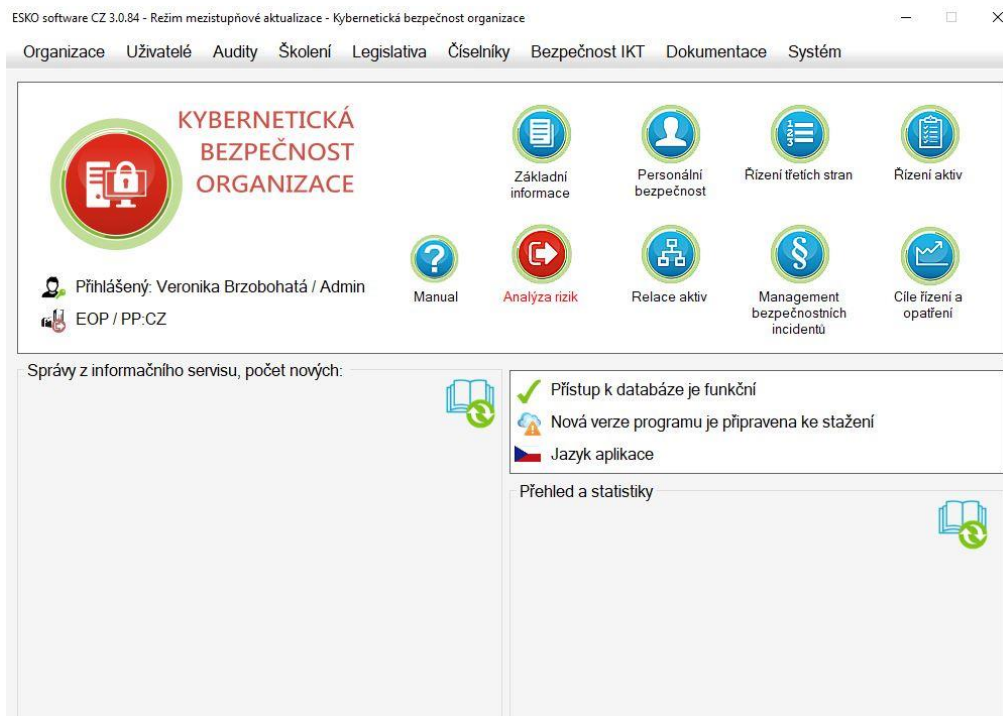 ESKO software CZ 3.0.84 - Režim mezistupňové aktualizace - Kybernetická bezpečnost organizace
Organizace Uživatelé Audity Školení Legislativa Číselníky Bezpečnost IKT Dokumentace Systém
KYBERNETICKÁ
BEZPEČNOST
ORGANIZACE
Základní
informace
Personální
bezpečnost
Řízení třetích stran
Řízení aktiv
Přihlášený: Veronika Brzobohatá / Admin
EOP / PP:CZ
Manual
Analýza rizik
Relace aktiv
Management
bezpečnostních
incidentů
Cíle řízení a
opatření
Správy z informačního servisu, počet nových:
Přístup k databáze je funkční
Nová verze programu je připravena ke stažení
Jazyk aplikace
Přehled a statistiky